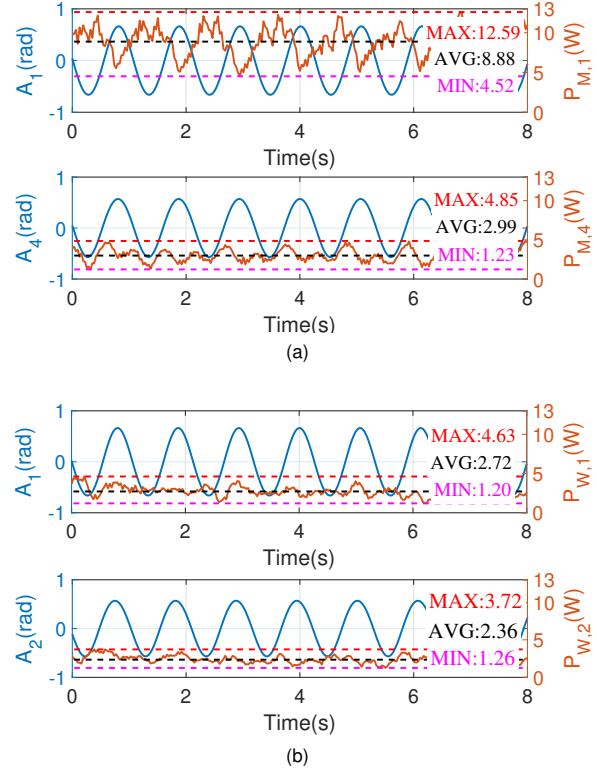 1
0
-1
A1(rad)
MAX:12.59
AVG:8.88
MIN:4.52
13
10
5
0
PM,1(W)
0 2 4 6 8
Time(s)
1
0
-1
A4(rad)
MAX:4.85
AVG:2.99
MIN:1.23
13
10
5
0
PM,4(W)
0 2 4 6 8
Time(s)
(a)
1
0
-1
A1(rad)
MAX:4.63
AVG:2.72
MIN:1.20
13
10
5
0
PW,1(W)
0 2 4 6 8
Time(s)
1
0
-1
A2(rad)
MAX:3.72
AVG:2.36
MIN:1.26
13
10
5
0
PW,2(W)
0 2 4 6 8
Time(s)
(b)